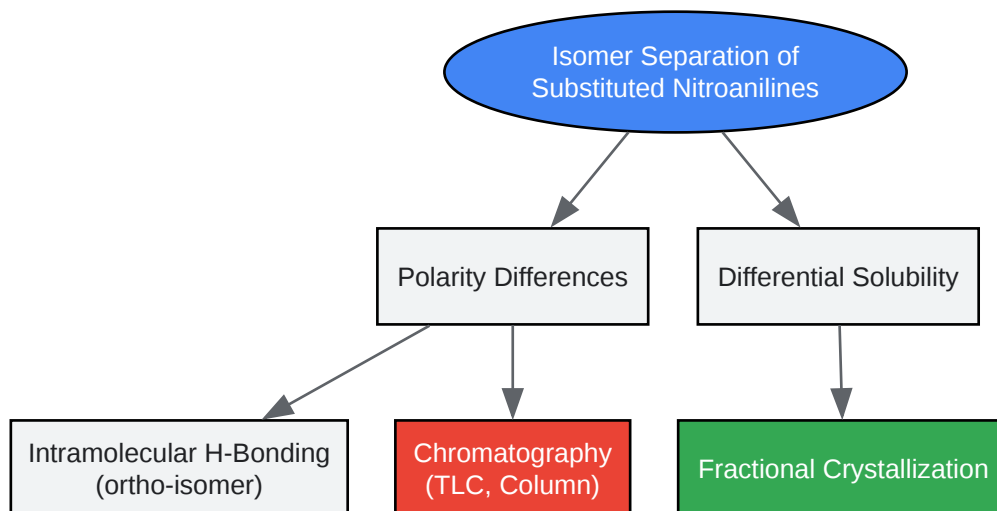 Isomer Separation of
Substituted Nitroanilines
Polarity Differences
Differential Solubility
Intramolecular H-Bonding
(ortho-isomer)
Chromatography
(TLC, Column)
Fractional Crystallization